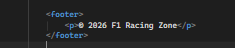 <footer>
<p>© 2026 F1 Racing Zone</p>
</footer>